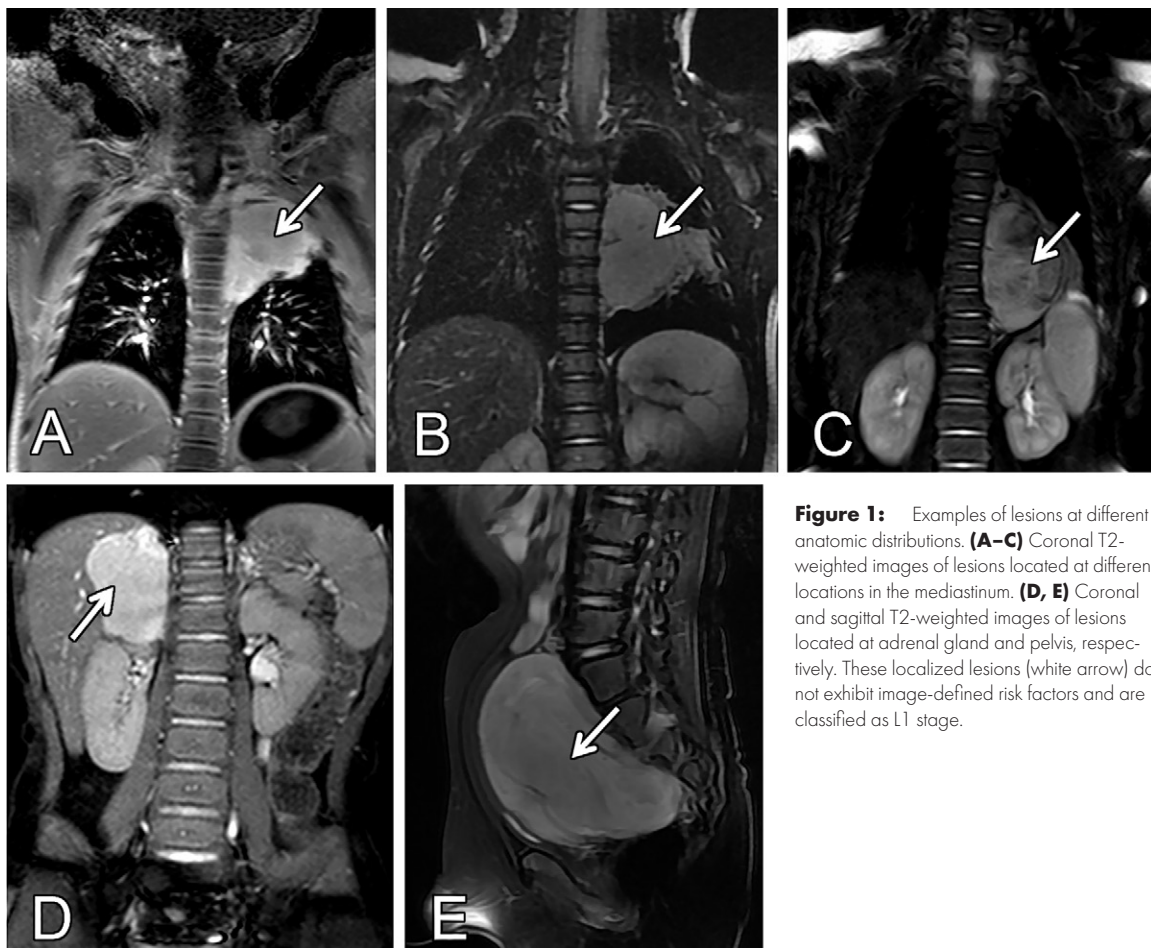 A
B
C
D
E
Figure 1: Examples of lesions at different
anatomic distributions. (A–C) Coronal T2-
weighted images of lesions located at different
locations in the mediastinum. (D, E) Coronal
and sagittal T2-weighted images of lesions
located at adrenal gland and pelvis, respec-
tively. These localized lesions (white arrow) do
not exhibit image-defined risk factors and are
classified as L1 stage.